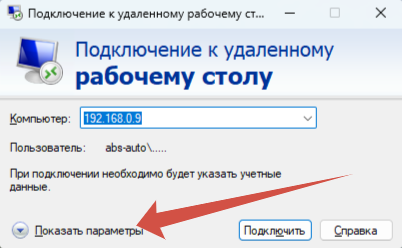 Подключение к удаленному рабочему ст...
Подключение к удаленному
рабочему столу
Компьютер: 192.168.0.9
Пользователь: abs-auto\.....
При подключении необходимо будет указать учетные
данные.
Показать параметры Подключить Справка